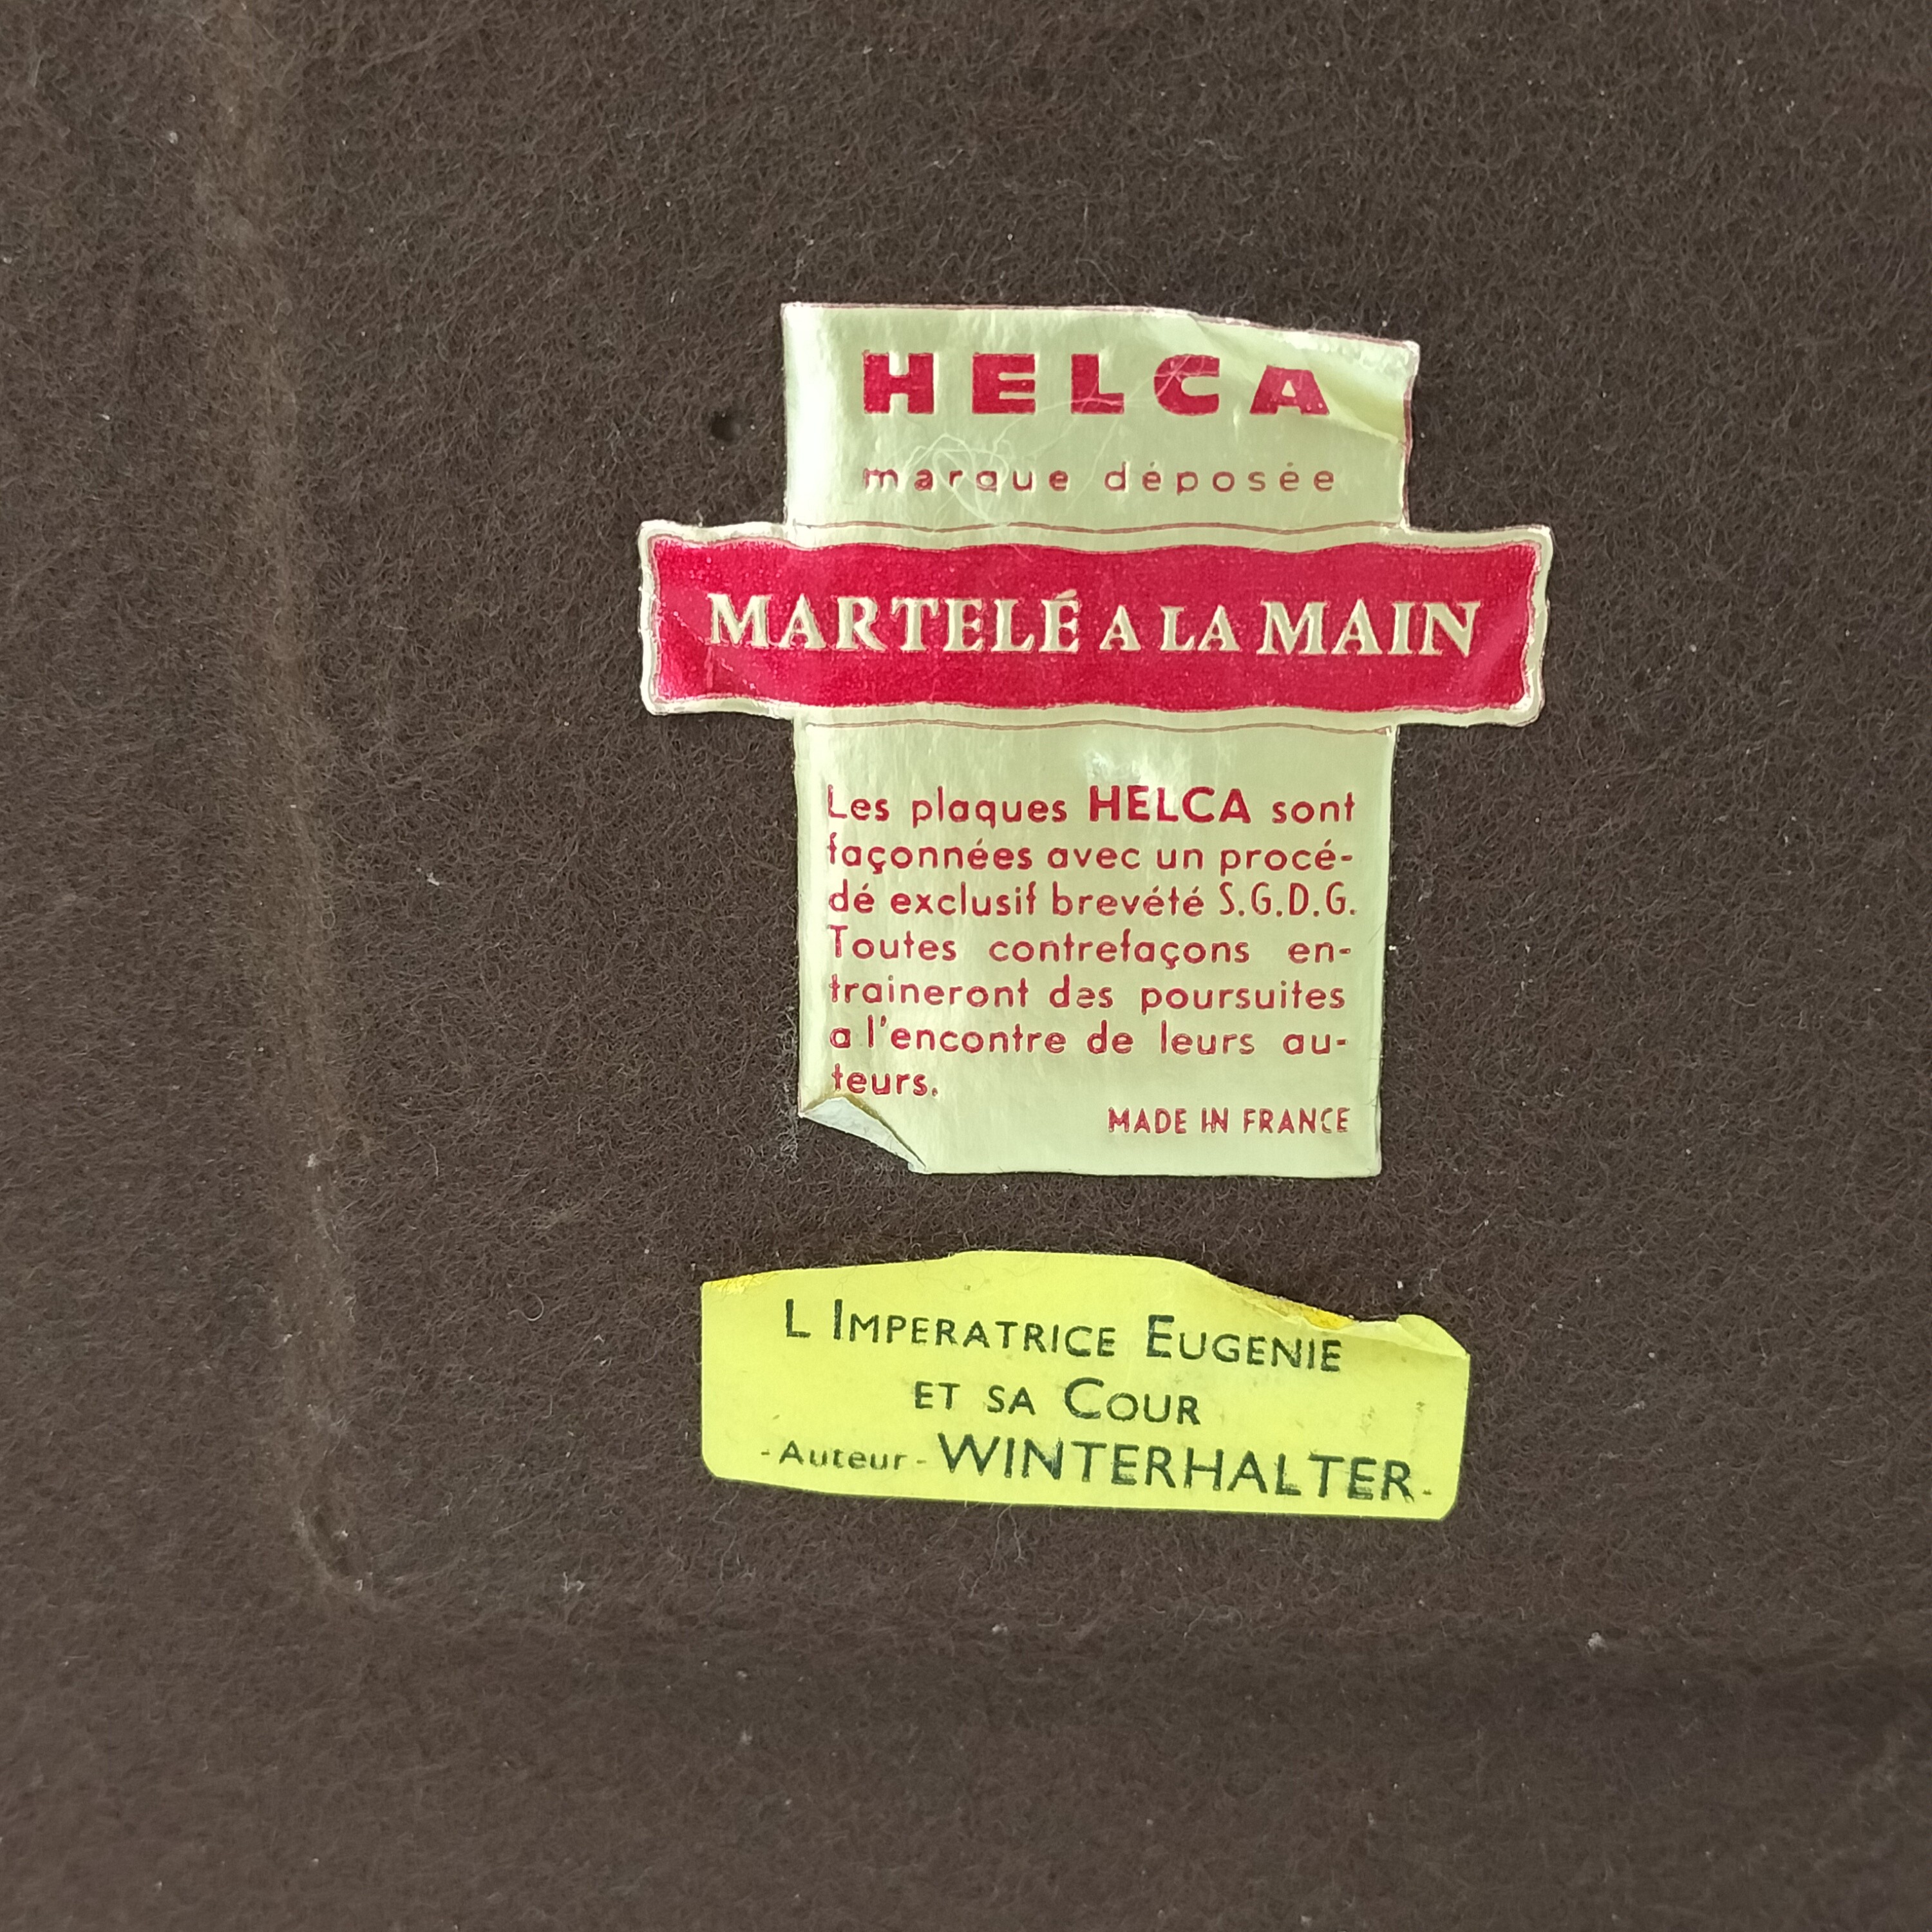 HELCA
marque déposée
MARTELÉ A LA MAIN
Les plaques HELCA sont
façonnées avec un procé-
dé exclusif brevété S.G.D.G.
Toutes contrefaçons en-
traineront des poursuites
a l'encontre de leurs au-
teurs.
MADE IN FRANCE
L IMPERATRICE EUGENIE
ET SA COUR
- Auteur - WINTERHALTER -